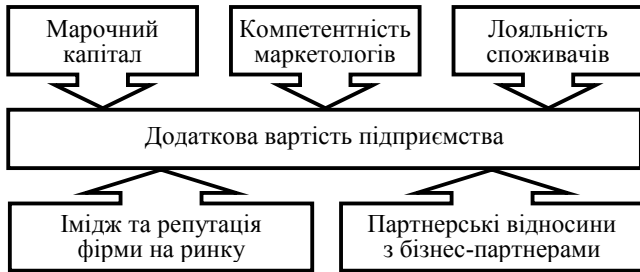 Марочний
капітал
Компетентність
маркетологів
Лояльність
споживачів
Додаткова вартість підприємства
Імідж та репутація
фірми на ринку
Партнерські відносини
з бізнес-партнерами